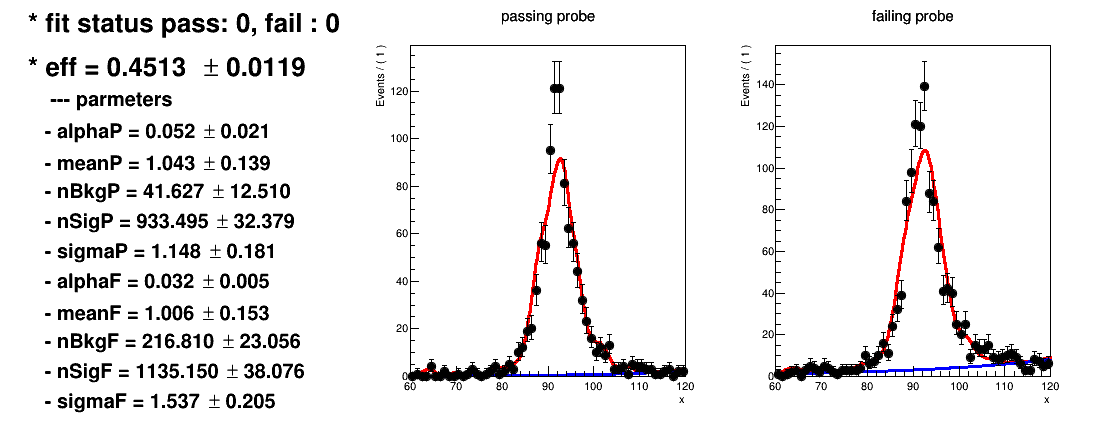 * fit status pass: 0, fail : 0
* eff = 0.4513 ± 0.0119
--- parmeters
- alphaP = 0.052 ± 0.021
- meanP = 1.043 ± 0.139
- nBkgP = 41.627 ± 12.510
- nSigP = 933.495 ± 32.379
- sigmaP = 1.148 ± 0.181
- alphaF = 0.032 ± 0.005
- meanF = 1.006 ± 0.153
- nBkgF = 216.810 ± 23.056
- nSigF = 1135.150 ± 38.076
- sigmaF = 1.537 ± 0.205
passing probe
Events / ( 1 )
120
100
80
60
40
20
0
60 70 80 90 100 110 120
x
failing probe
Events / ( 1 )
140
120
100
80
60
40
20
0
60 70 80 90 100 110 120
x